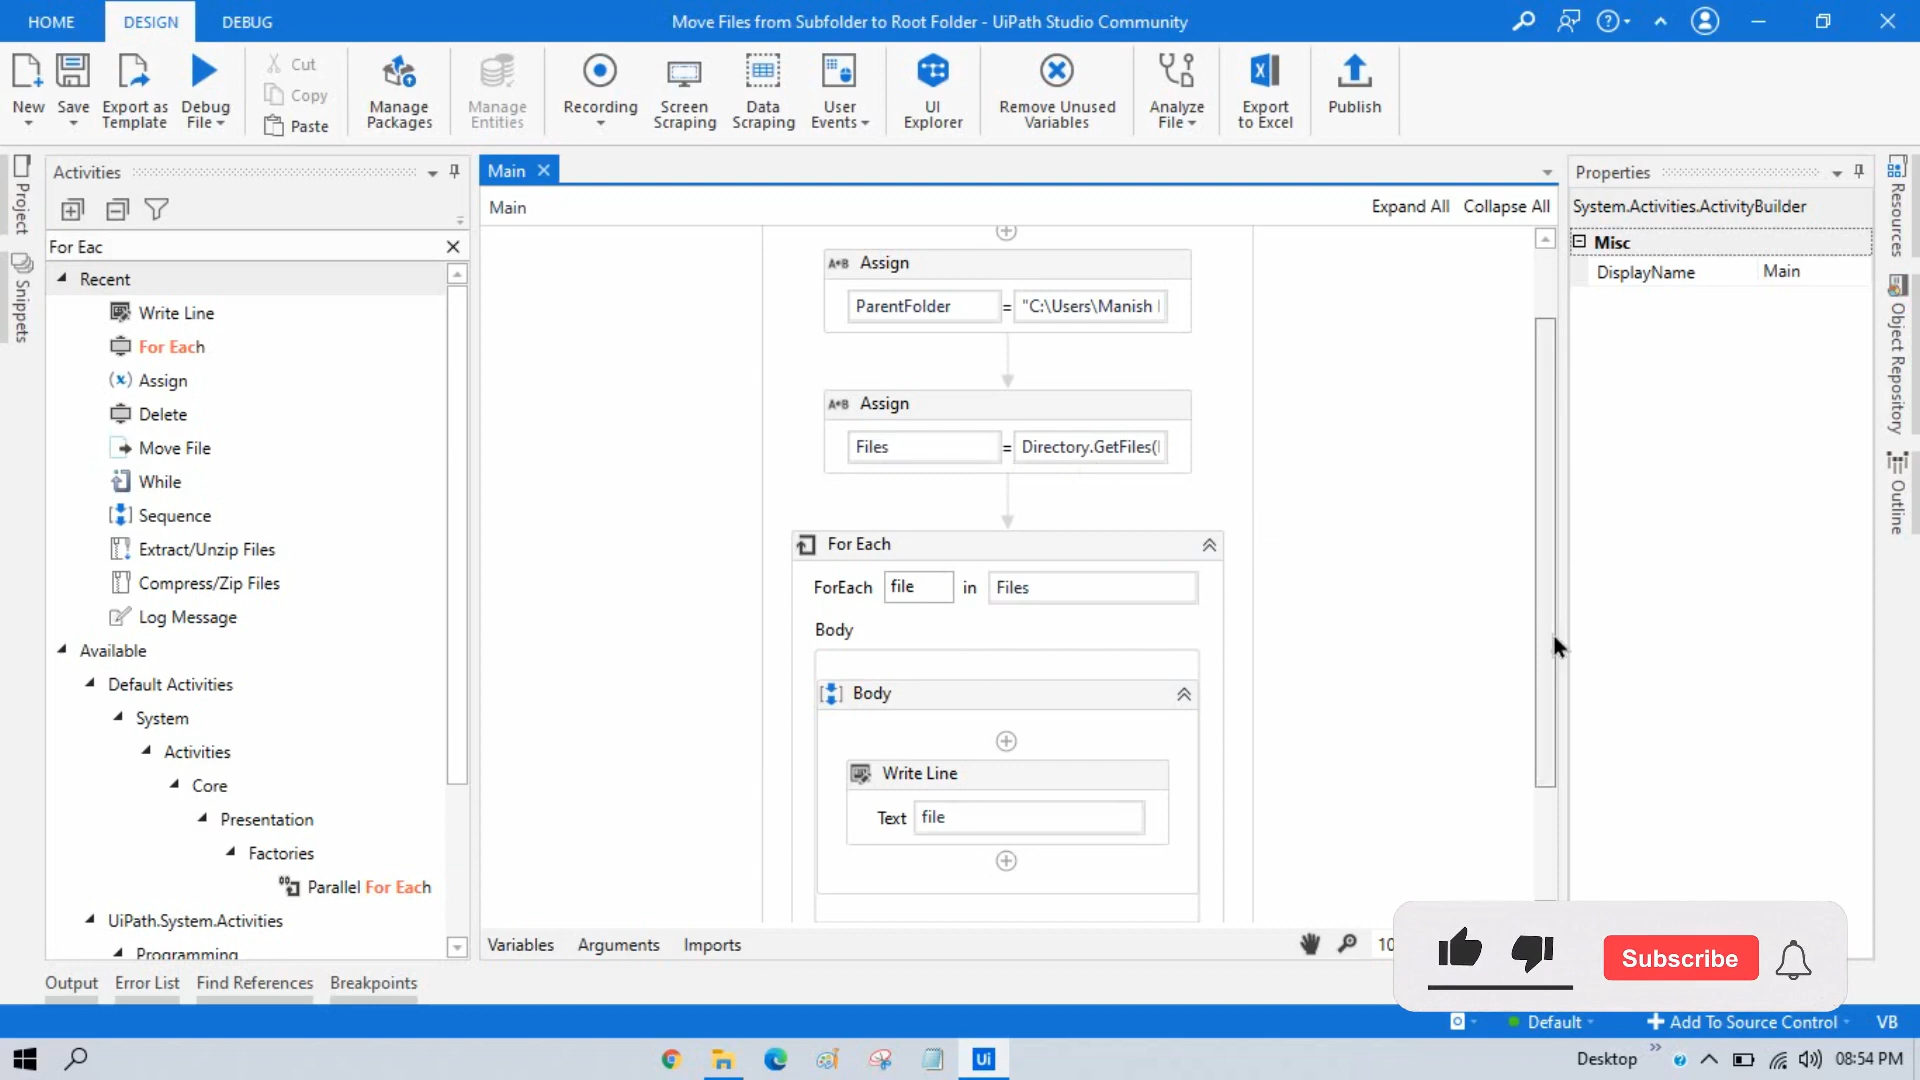 HOME DESIGN DEBUG Move Files from Subfolder to Root Folder - UiPath Studio Community
New Save Export as Template Debug File Cut Copy Paste Manage Packages Manage Entities Recording Screen Scraping Data Scraping User Events UI Explorer Remove Unused Variables Analyze File Export to Excel Publish
Project
Snippets
Activities
For Eac
Recent
Write Line
For Each
Assign
Delete
Move File
While
Sequence
Extract/Unzip Files
Compress/Zip Files
Log Message
Available
Default Activities
System
Activities
Core
Presentation
Factories
Parallel For Each
UiPath.System.Activities
Programming
Main
Main Expand All Collapse All
A*B Assign
ParentFolder = "C:\Users\Manish
A*B Assign
Files = Directory.GetFiles(
For Each
ForEach file in Files
Body
Body
Write Line
Text file
Variables Arguments Imports 10
Properties
System.Activities.ActivityBuilder
Misc
DisplayName Main
Resources
Object Repository
Outline
Subscribe
Output Error List Find References Breakpoints
Default Add To Source Control VB
Ui Desktop 08:54 PM